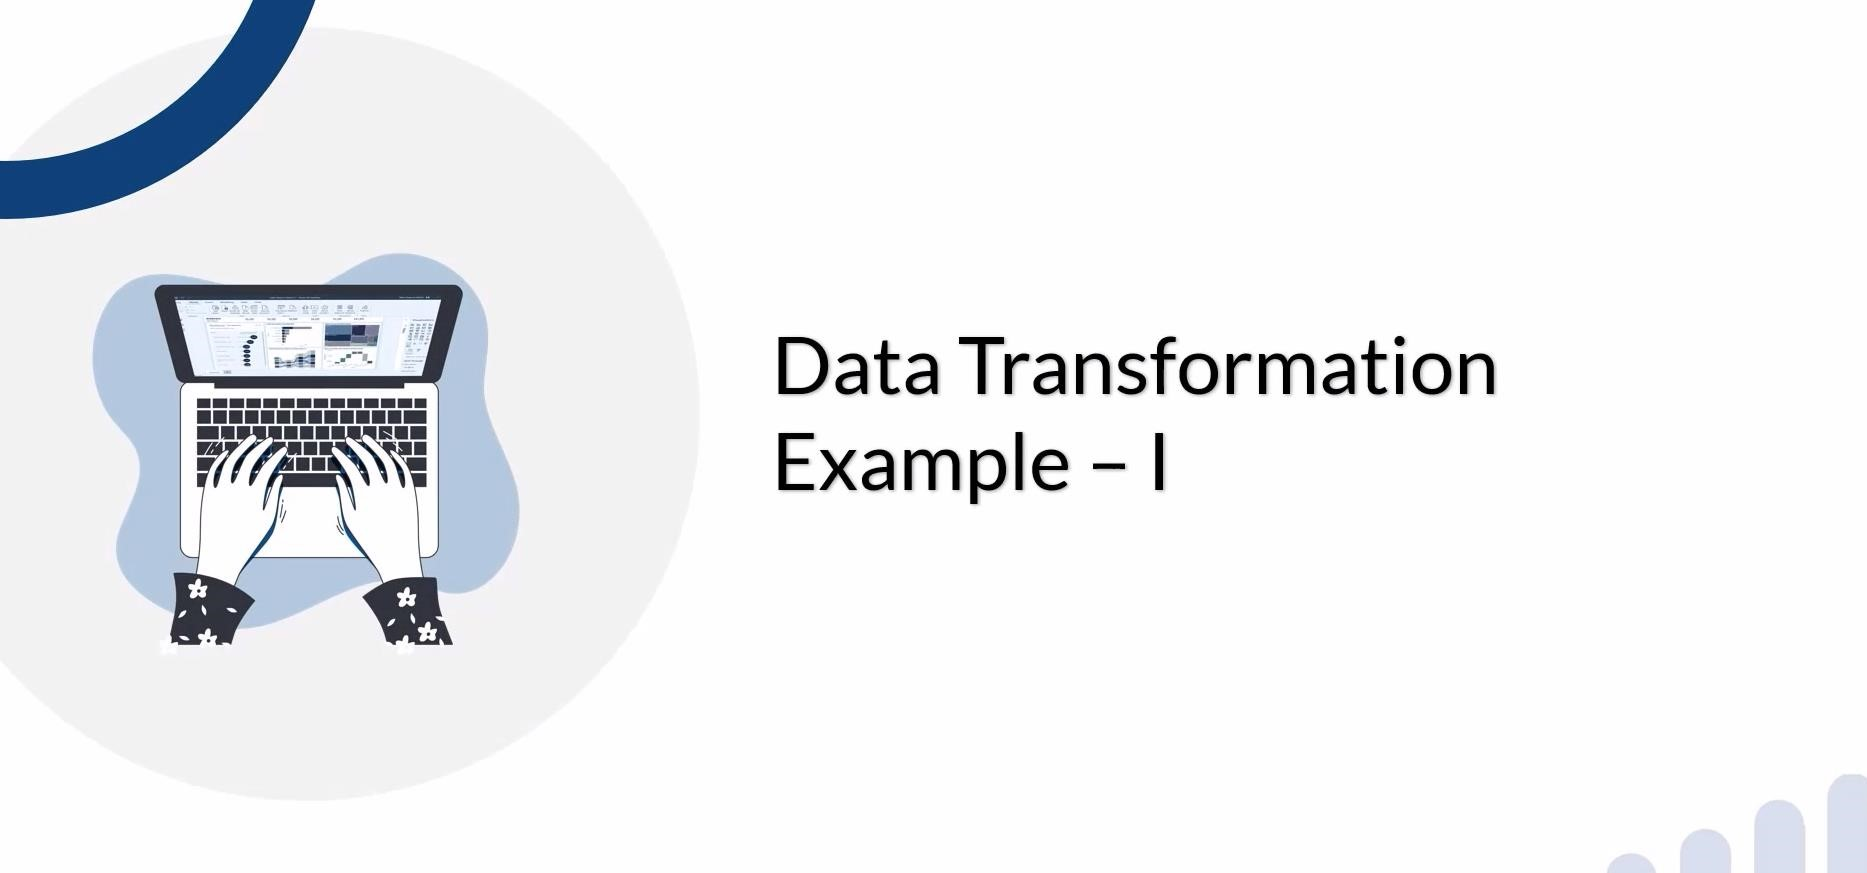 Data Transformation
Example – I